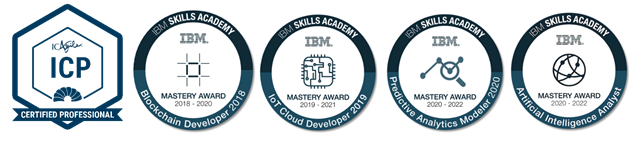 ICAgile
ICP
CERTIFIED PROFESSIONAL
IBM SKILLS ACADEMY
IBM
MASTERY AWARD
2018 - 2020
Blockchain Developer 2018
IBM SKILLS ACADEMY
IBM
MASTERY AWARD
2019 - 2021
IoT Cloud Developer 2019
IBM SKILLS ACADEMY
IBM
MASTERY AWARD
2020 - 2022
Predictive Analytics Modeler 2020
IBM SKILLS ACADEMY
IBM
MASTERY AWARD
2020 - 2022
Artificial Intelligence Analyst